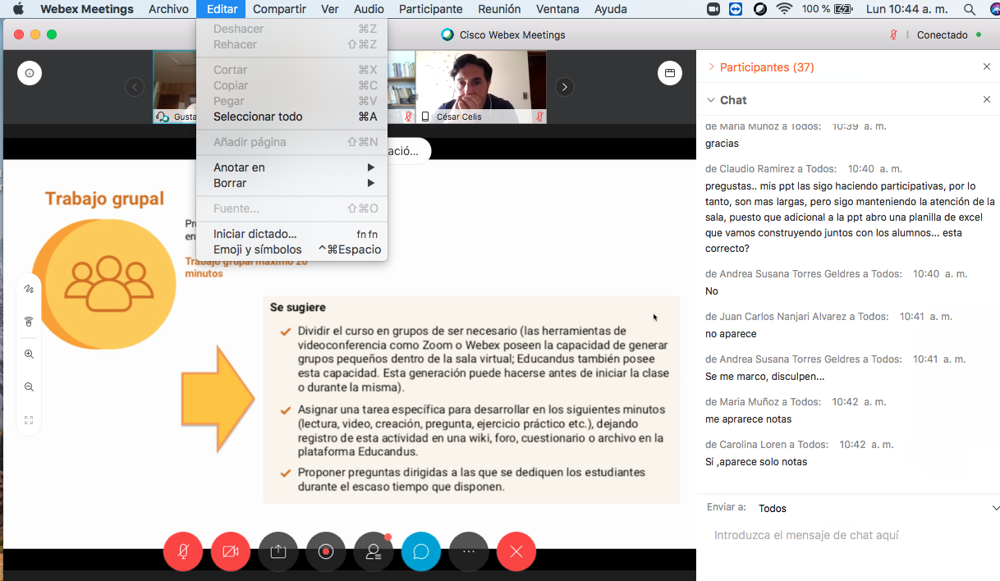 Webex Meetings Archivo Editar Compartir Ver Audio Participante Reunión Ventana Ayuda 100 % Lun 10:44 a. m.
Cisco Webex Meetings Conectado
Deshacer ⌘Z
Rehacer ⇧⌘Z
Cortar ⌘X
Copiar ⌘C
Pegar ⌘V
Seleccionar todo ⌘A
Añadir página ⇧⌘N
Anotar en
Borrar
Fuente... ⇧⌘O
Iniciar dictado... fn fn
Emoji y símbolos ^⌘Espacio
Gusta
César Celis
ació...
Trabajo grupal
Trabajo grupal máximo 20
minutos
Se sugiere
Dividir el curso en grupos de ser necesario (las herramientas de
videoconferencia como Zoom o Webex poseen la capacidad de generar
grupos pequeños dentro de la sala virtual; Educandus también posee
esta capacidad. Esta generación puede hacerse antes de iniciar la clase
o durante la misma).
Asignar una tarea específica para desarrollar en los siguientes minutos
(lectura, video, creación, pregunta, ejercicio práctico etc.), dejando
registro de esta actividad en una wiki, foro, cuestionario o archivo en la
plataforma Educandus.
Proponer preguntas dirigidas a las que se dediquen los estudiantes
durante el escaso tiempo que disponen.
Participantes (37)
Chat
de Maria Muñoz a Todos: 10:39 a. m.
gracias
de Claudio Ramirez a Todos: 10:40 a. m.
pregustas.. mis ppt las sigo haciendo participativas, por lo
tanto, son mas largas, pero sigo manteniendo la atención de la
sala, puesto que adicional a la ppt abro una planilla de excel
que vamos construyendo juntos con los alumnos... esta
correcto?
de Andrea Susana Torres Geldres a Todos: 10:40 a. m.
No
de Juan Carlos Nanjari Alvarez a Todos: 10:41 a. m.
no aparece
de Andrea Susana Torres Geldres a Todos: 10:41 a. m.
Se me marco, disculpen...
de Maria Muñoz a Todos: 10:42 a. m.
me aprarece notas
de Carolina Loren a Todos: 10:42 a. m.
Si ,aparece solo notas
Enviar a: Todos
Introduzca el mensaje de chat aquí